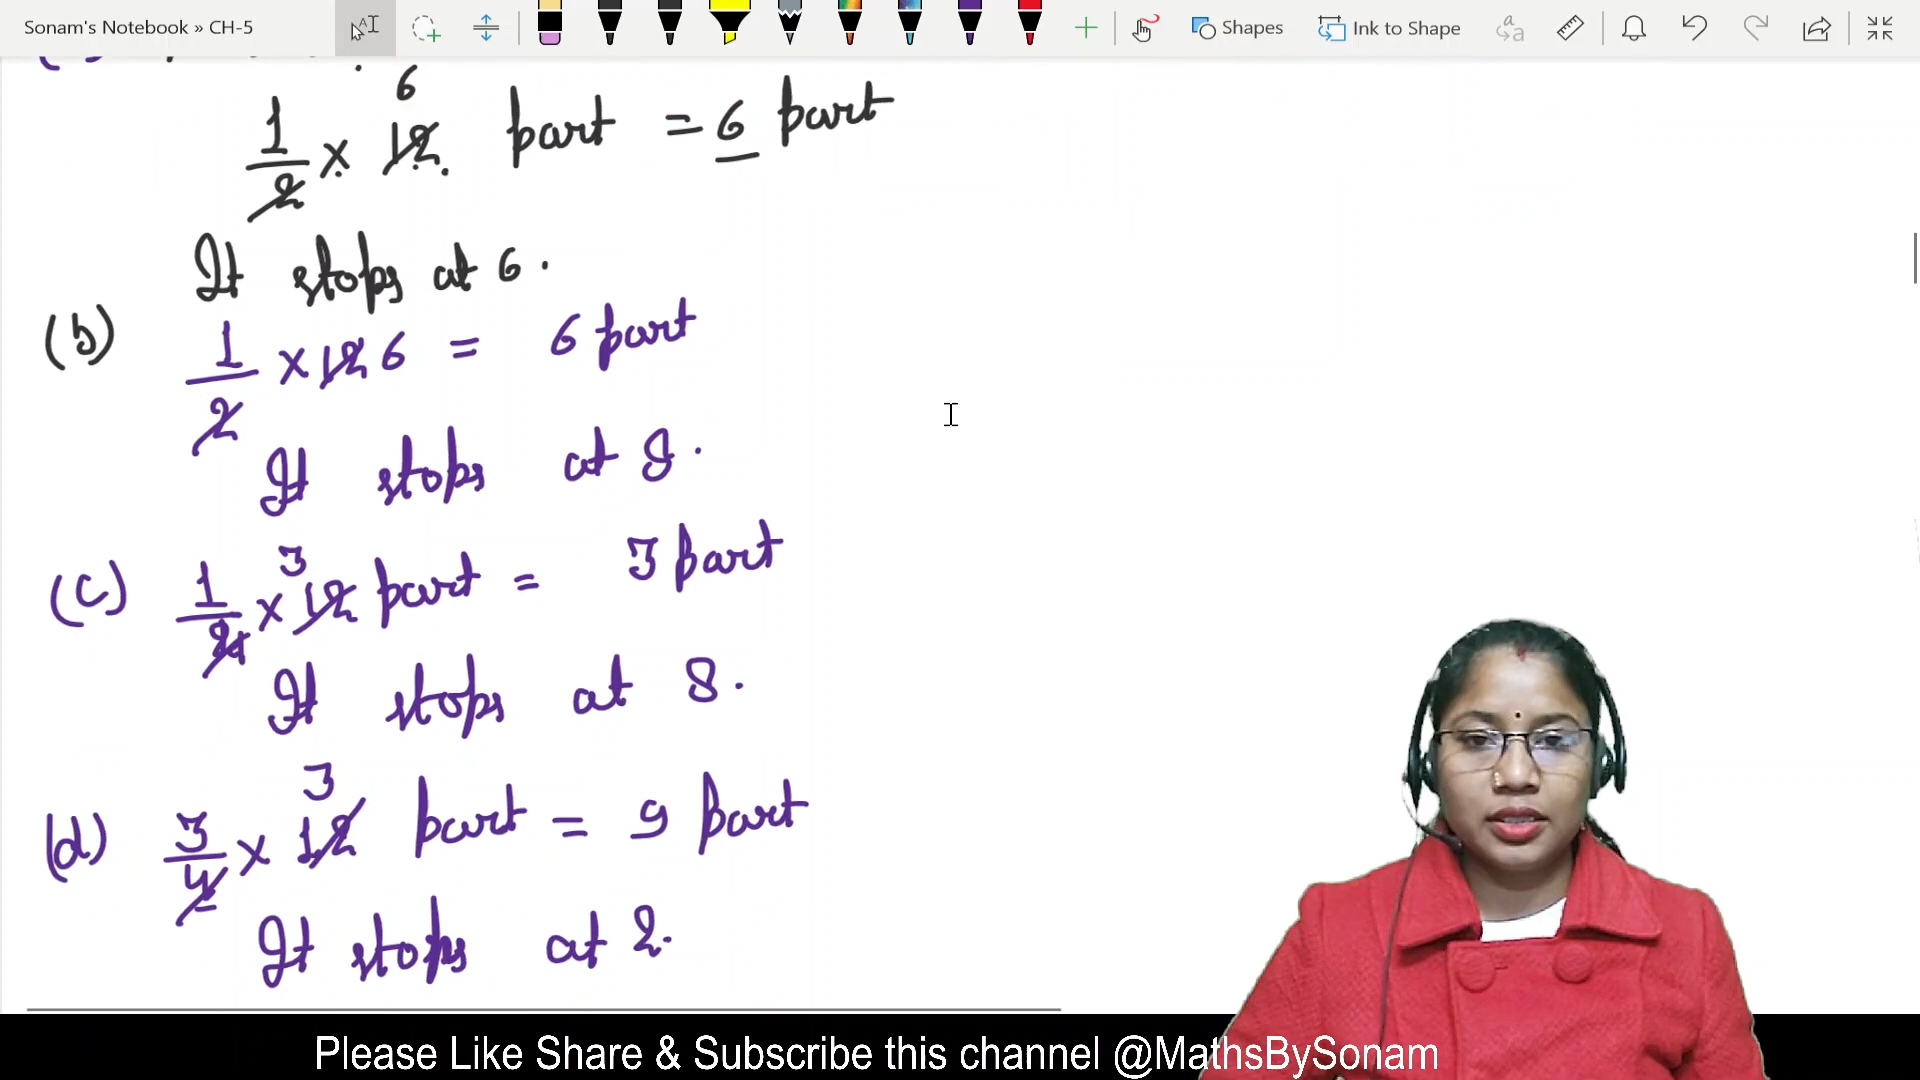 Sonam's Notebook » CH-5
Shapes
Ink to Shape
6
1/2 × 12 part = 6 part
It stops at 6.
(b) 1/2 × 12 6 = 6 part
It stops at 8.
(c) 1/4 × 12 3 part = 3 part
It stops at 8.
(d) 3/4 × 12 3 part = 9 part
It stops at 2.
Please Like Share & Subscribe this channel @MathsBySonam